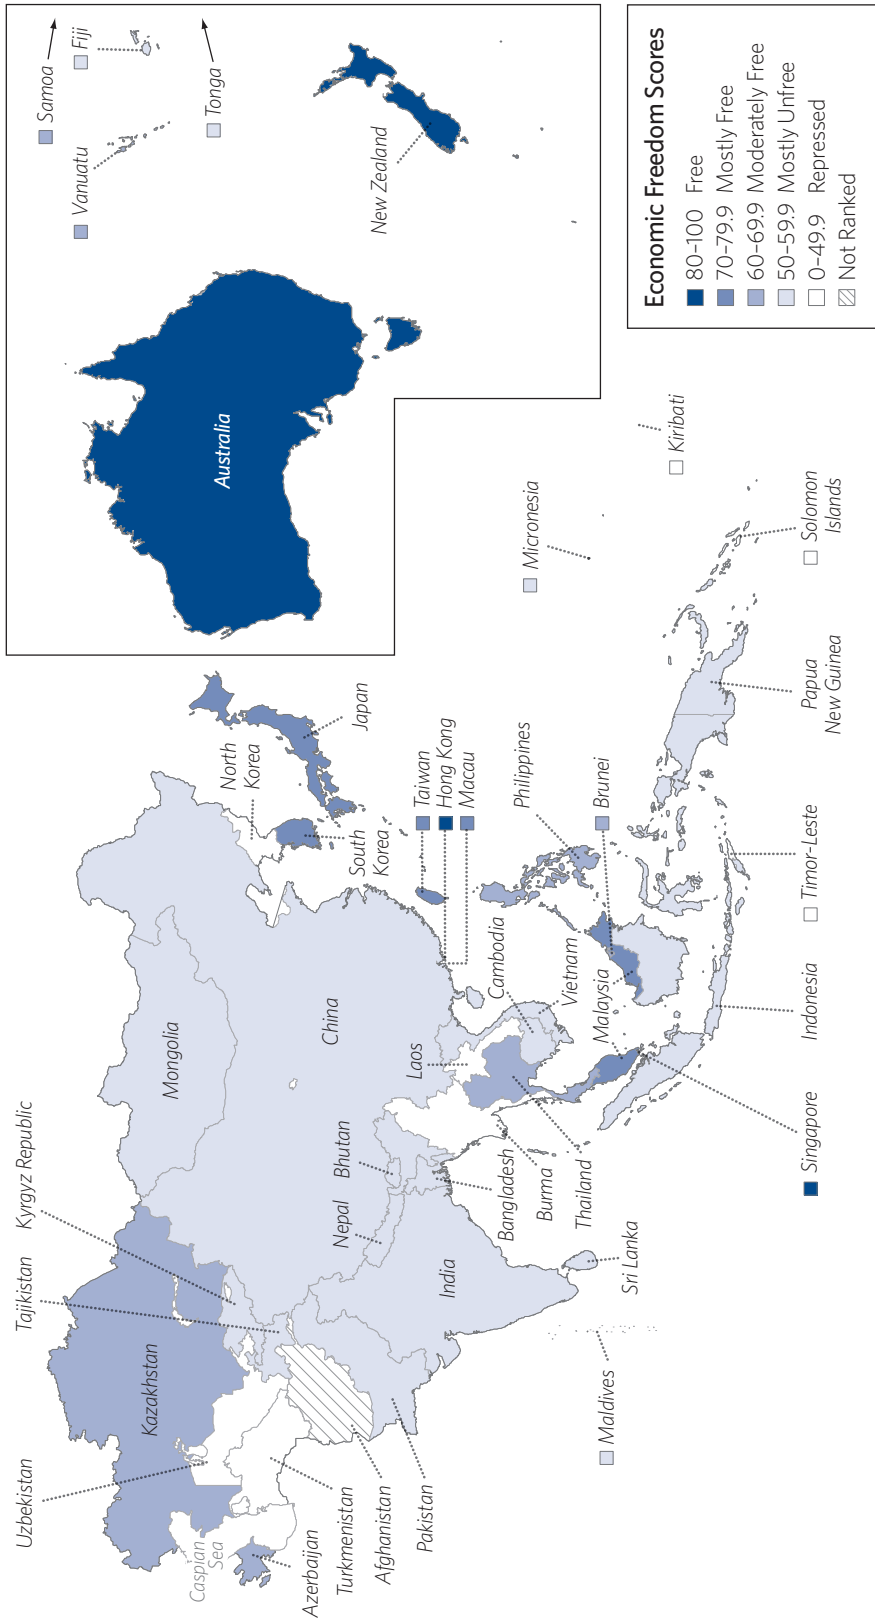 Uzbekistan
Tajikistan
Kyrgyz Republic
Kazakhstan
Mongolia
Caspian
Sea
Azerbaijan
Turkmenistan
Afghanistan
Pakistan
Nepal
Bhutan
China
India
Laos
Bangladesh
Burma
Thailand
Cambodia
Vietnam
North
Korea
South
Korea
Japan
Taiwan
Hong Kong
Macau
Philippines
Malaysia
Brunei
Maldives
Sri Lanka
Singapore
Indonesia
Timor-Leste
Papua
New Guinea
Solomon
Islands
Micronesia
Kiribati
Australia
New Zealand
Vanuatu
Samoa
Fiji
Tonga
Economic Freedom Scores
80–100 Free
70–79.9 Mostly Free
60–69.9 Moderately Free
50–59.9 Mostly Unfree
0–49.9 Repressed
Not Ranked